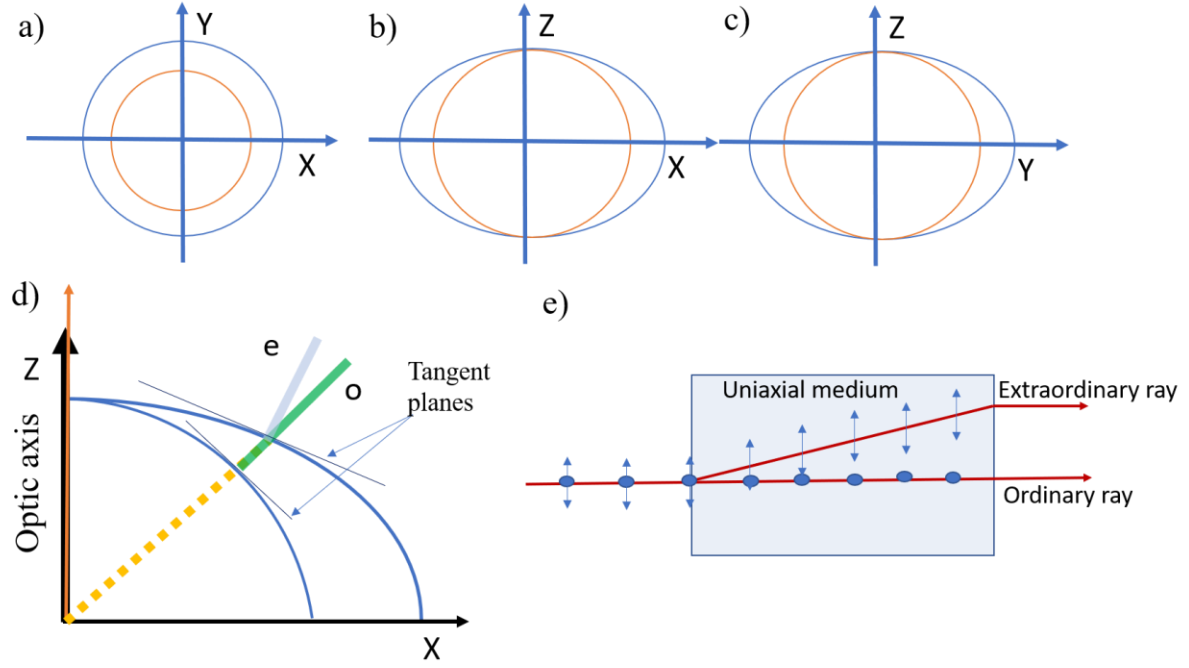 a)
Y
X
b)
Z
X
c)
Z
Y
d)
Z
Optic axis
X
e
o
Tangent
planes
e)
Uniaxial medium
Extraordinary ray
Ordinary ray